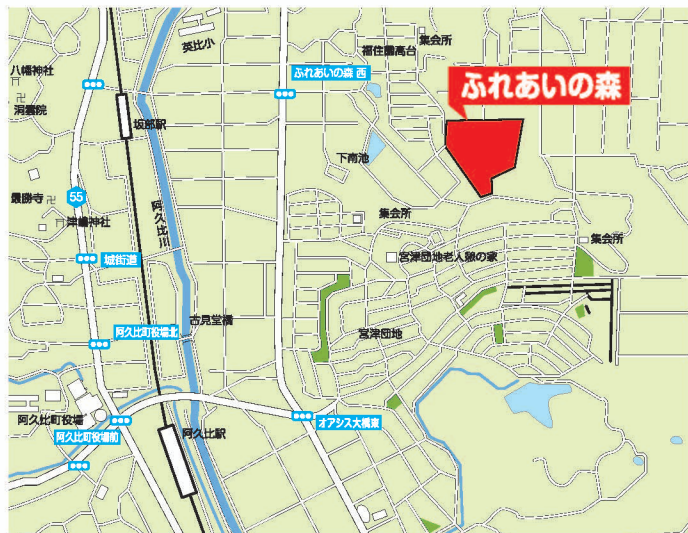 英比小
福住園高台
集会所
八幡神社
ふれあいの森 西
ふれあいの森
洞雲院
坂部駅
下南池
最勝寺
55
阿久比川
津嶋神社
集会所
集会所
城街道
宮津団地老人憩の家
古見堂橋
阿久比町役場北
宮津団地
阿久比町役場
オアシス大橋東
阿久比町役場前
阿久比駅